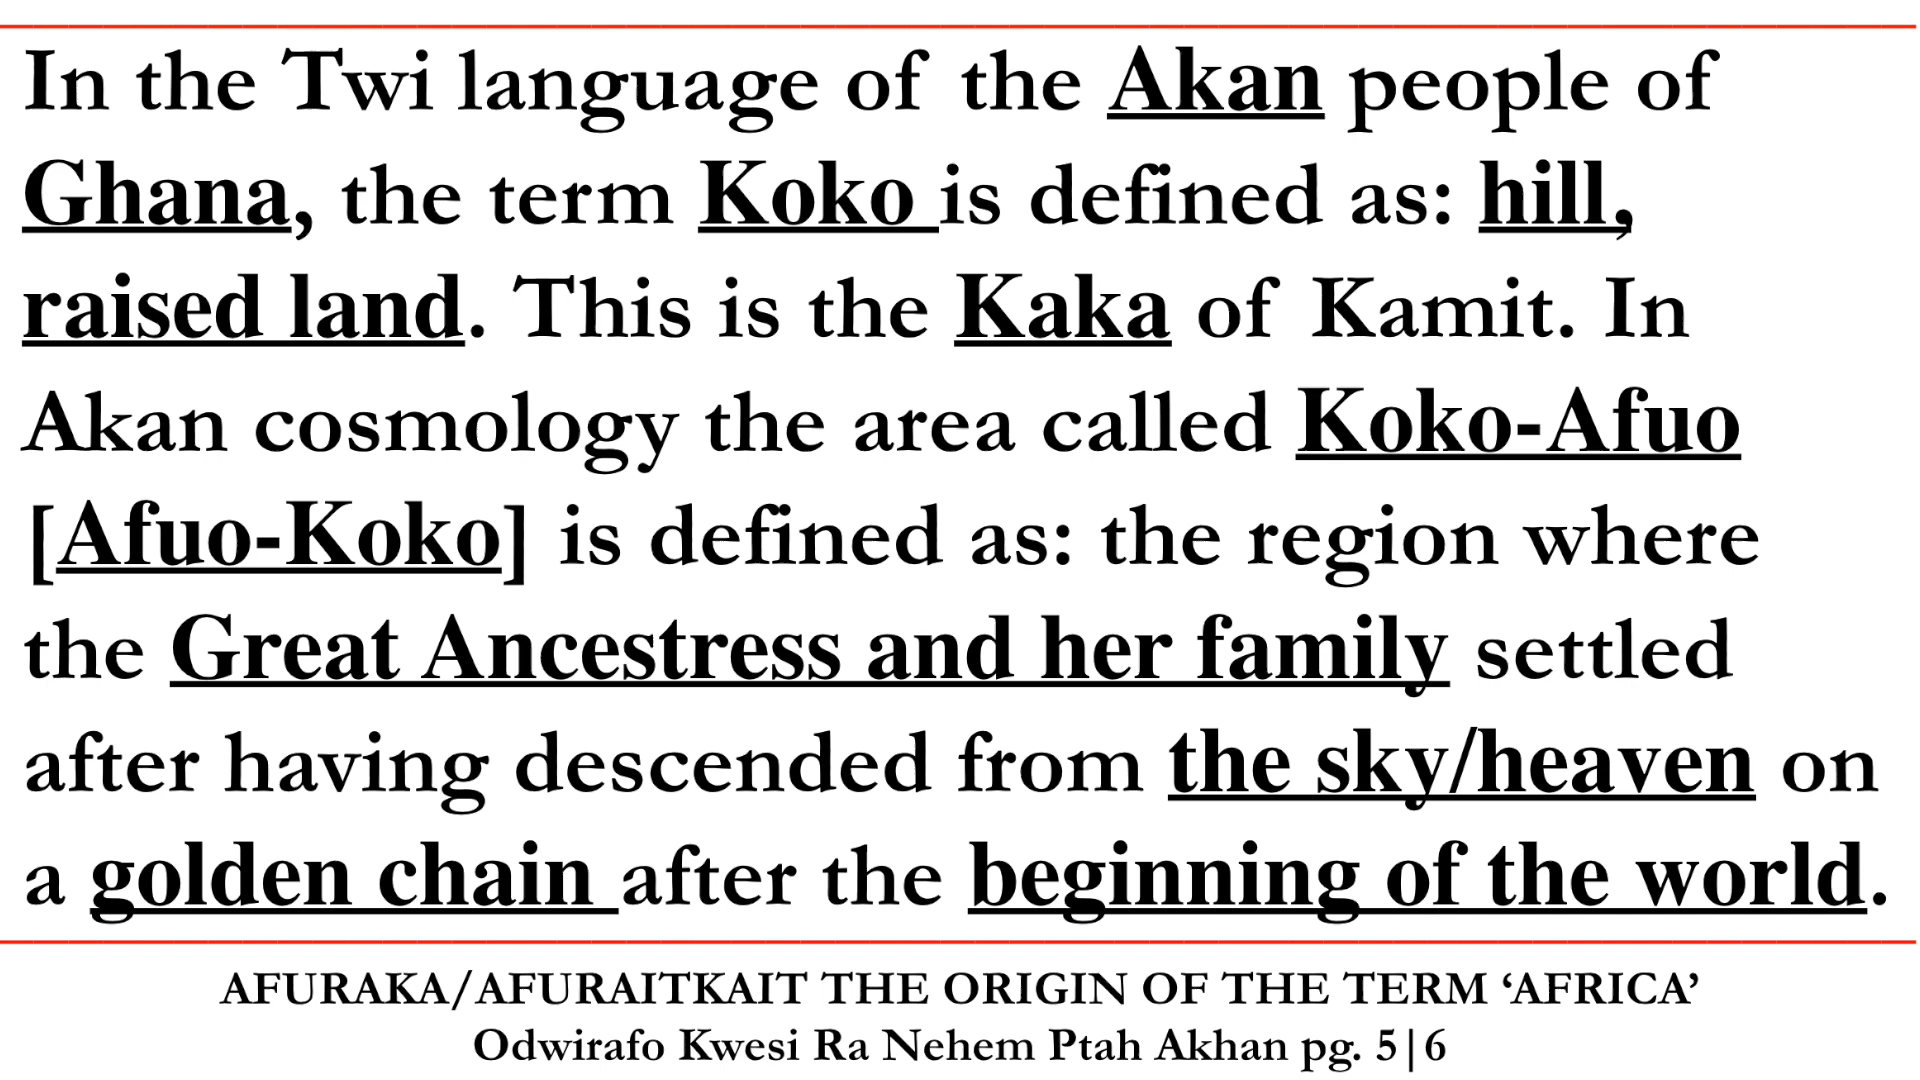 In the Twi language of the Akan people of
Ghana, the term Koko is defined as: hill,
raised land. This is the Kaka of Kamit. In
Akan cosmology the area called Koko-Afuo
[Afuo-Koko] is defined as: the region where
the Great Ancestress and her family settled
after having descended from the sky/heaven on
a golden chain after the beginning of the world.
AFURAKA/AFURAITKAIT THE ORIGIN OF THE TERM ‘AFRICA’
Odwirafo Kwesi Ra Nehem Ptah Akhan pg. 5|6